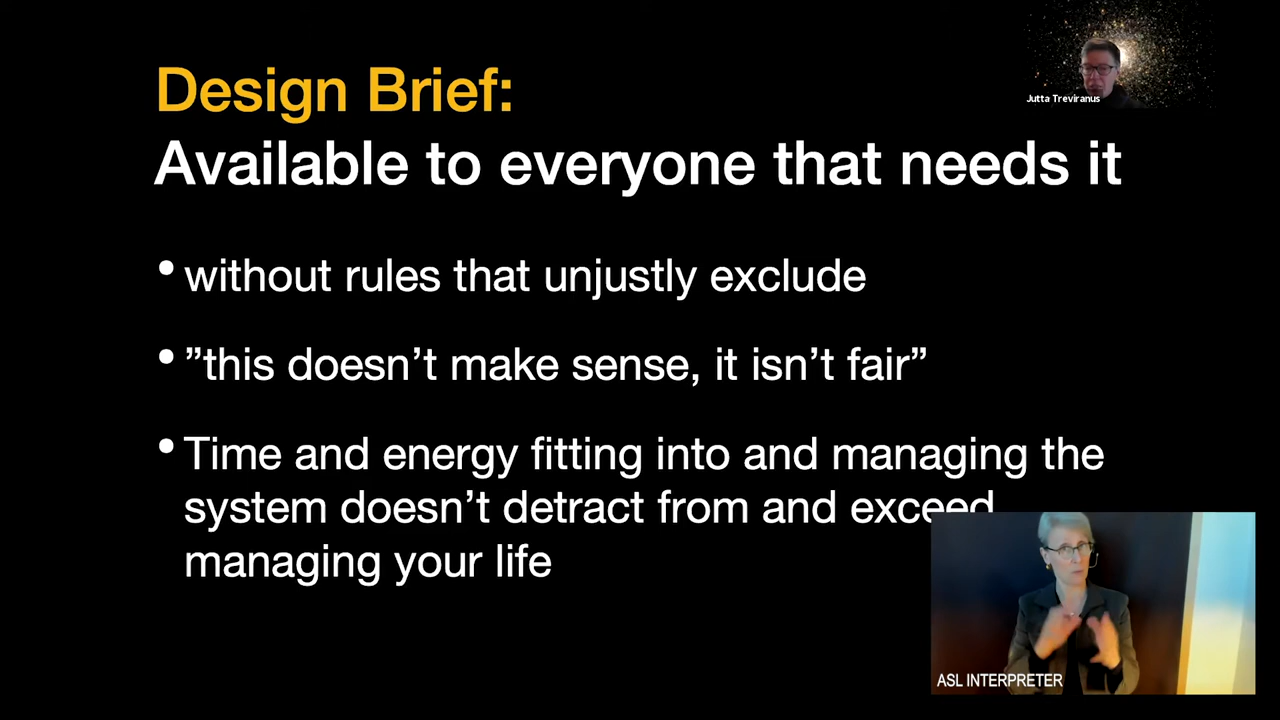 Design Brief:
Available to everyone that needs it
• without rules that unjustly exclude
• ”this doesn’t make sense, it isn’t fair”
• Time and energy fitting into and managing the
system doesn’t detract from and exceed
managing your life
Jutta Treviranus
ASL INTERPRETER